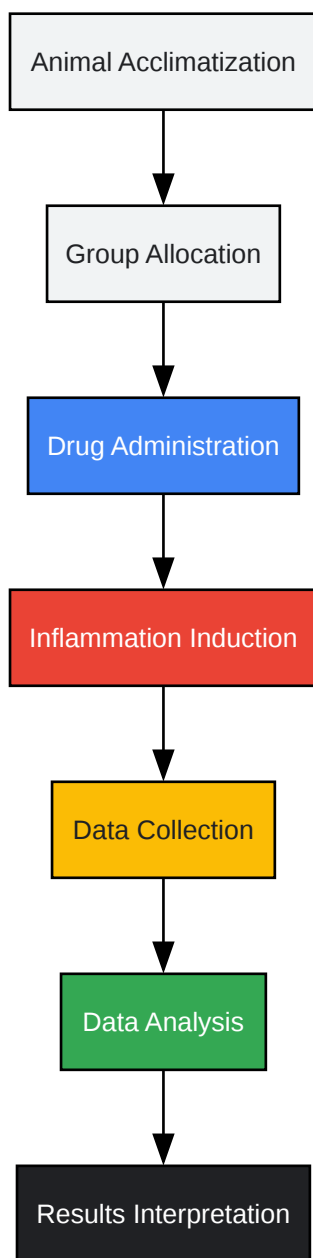 Animal Acclimatization
Group Allocation
Drug Administration
Inflammation Induction
Data Collection
Data Analysis
Results Interpretation